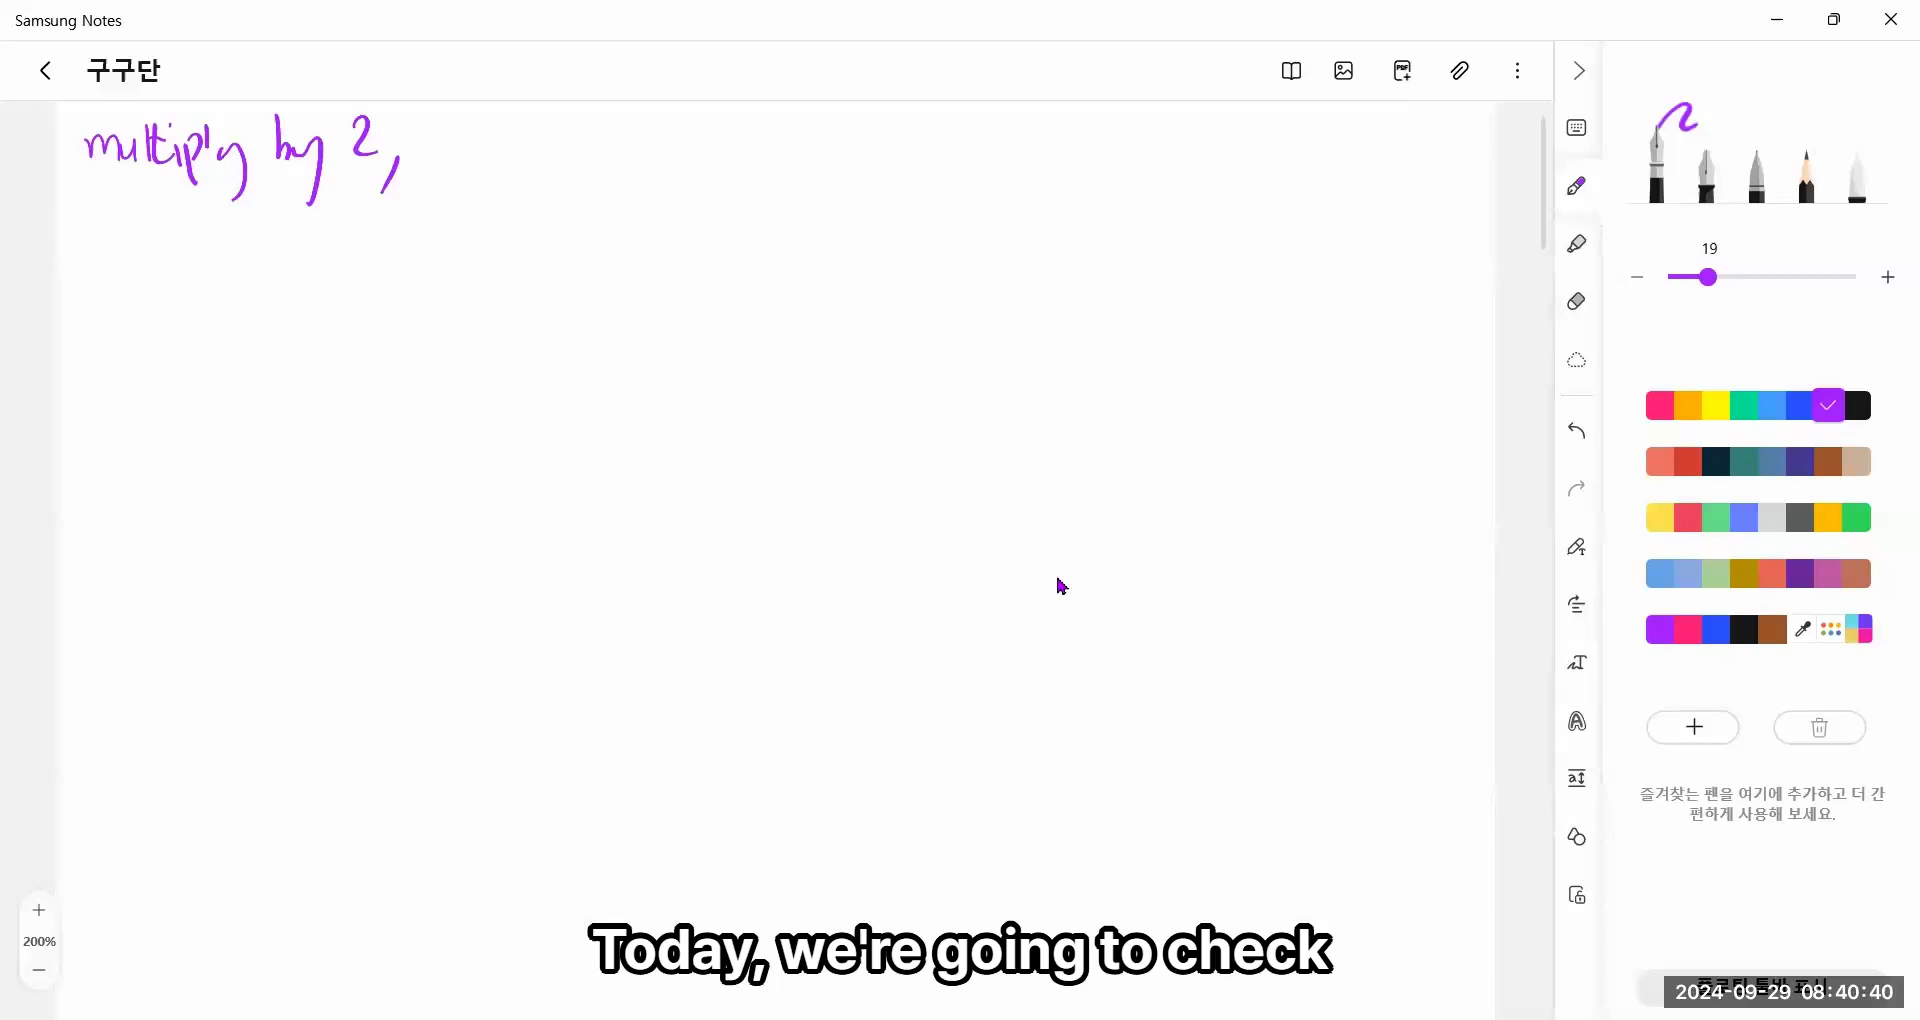 Samsung Notes
구구단
multiply by 2,
19
즐겨찾는 펜을 여기에 추가하고 더 간
편하게 사용해 보세요.
200%
Today, we're going to check
2024-09-29 08:40:40